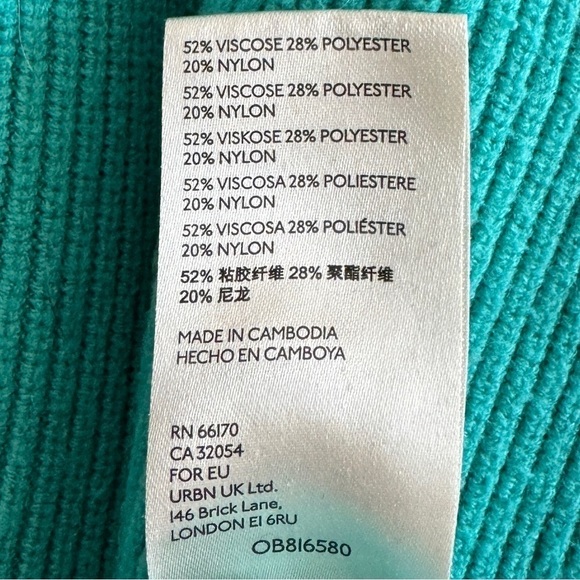 52% VISCOSE 28% POLYESTER
20% NYLON
52% VISCOSE 28% POLYESTER
20% NYLON
52% VISKOSE 28% POLYESTER
20% NYLON
52% VISCOSA 28% POLIESTERE
20% NYLON
52% VISCOSA 28% POLIÉSTER
20% NYLON
52% 粘胶纤维 28% 聚酯纤维
20% 尼龙
MADE IN CAMBODIA
HECHO EN CAMBOYA
RN 66170
CA 32054
FOR EU
URBN UK Ltd.
146 Brick Lane,
LONDON E1 6RU
OB816580